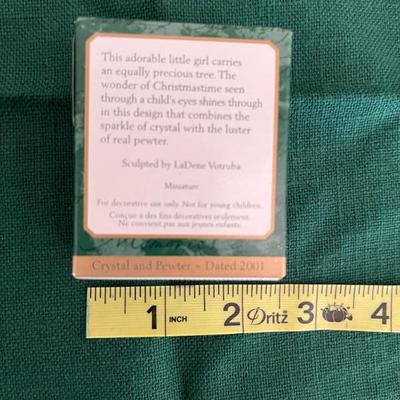 This adorable little girl carries
an equally precious tree. The
wonder of Christmastime seen
through a child's eyes shines through
in this design that combines the
sparkle of crystal with the luster
of real pewter.
Sculpted by LaDene Votruba
Miniature
For decorative use only. Not for young children.
Conçue à des fins décoratives seulement.
Ne convient pas aux jeunes enfants.
Crystal and Pewter ~ Dated 2001
1 INCH 2 Dritz® 3 4